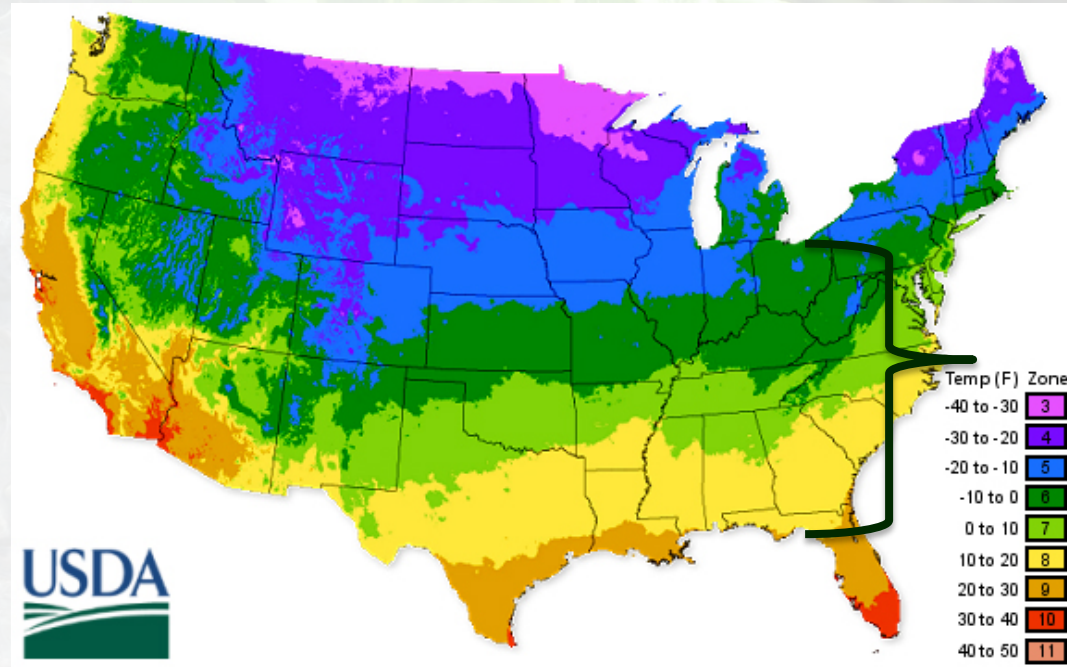 Temp (F) Zone
-40 to -30 3
-30 to -20 4
-20 to -10 5
-10 to 0 6
0 to 10 7
10 to 20 8
20 to 30 9
30 to 40 10
40 to 50 11
USDA